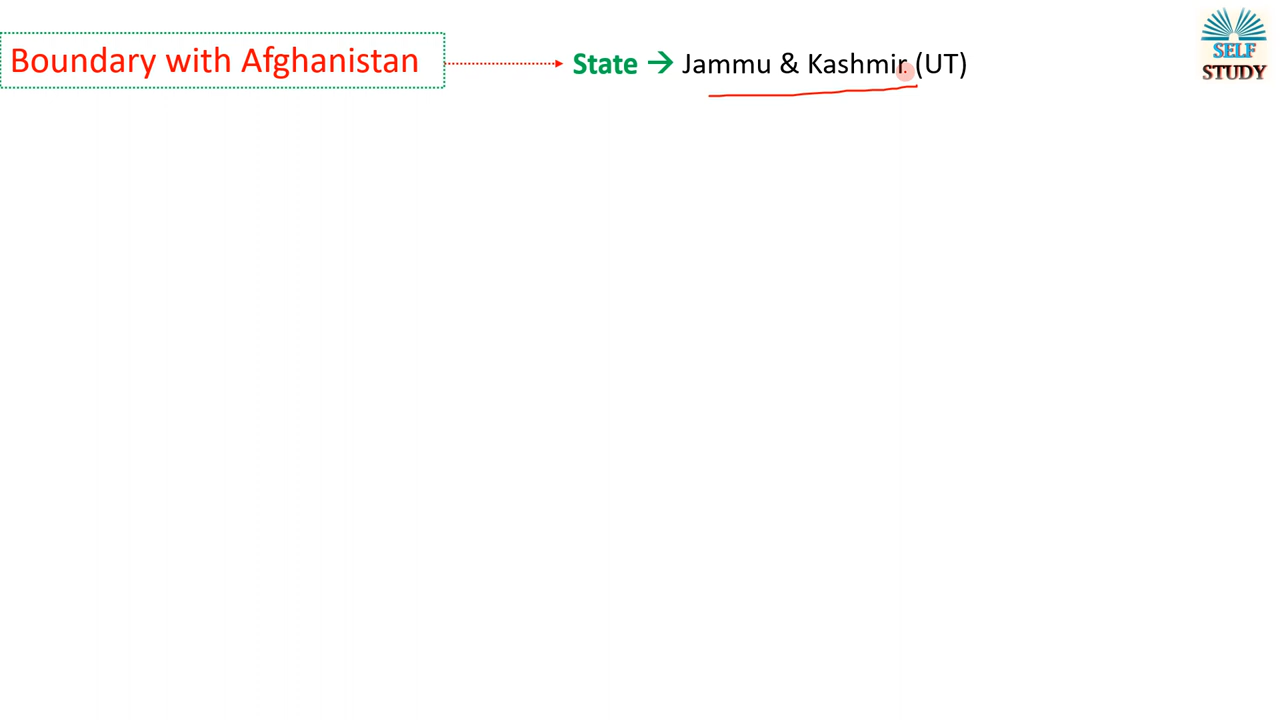 Boundary with Afghanistan
State → Jammu & Kashmir (UT)
SELF
STUDY